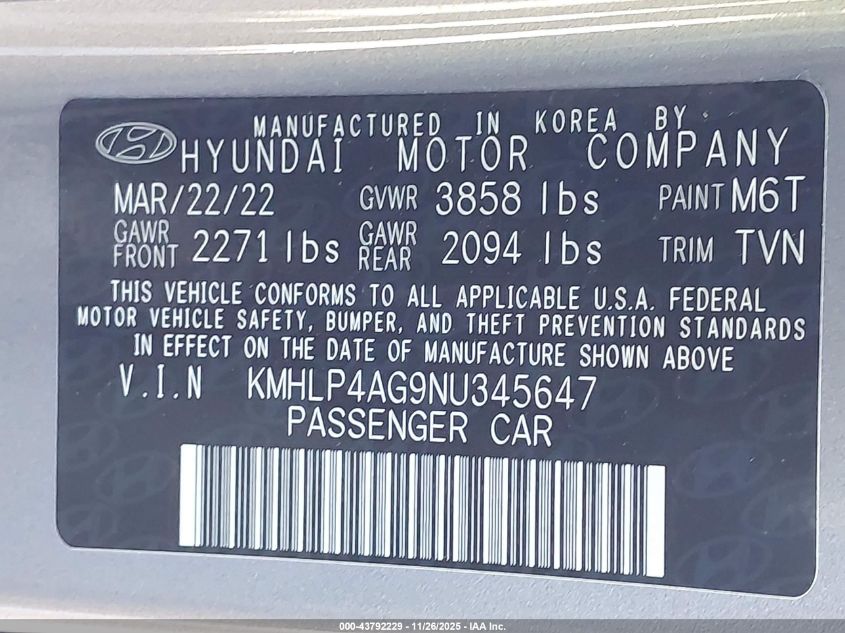 MANUFACTURED IN KOREA BY
HYUNDAI MOTOR COMPANY
MAR/22/22 GVWR 3858 lbs PAINT M6T
GAWR FRONT 2271 lbs GAWR REAR 2094 lbs TRIM TVN
THIS VEHICLE CONFORMS TO ALL APPLICABLE U.S.A. FEDERAL
MOTOR VEHICLE SAFETY, BUMPER, AND THEFT PREVENTION STANDARDS
IN EFFECT ON THE DATE OF MANUFACTURE SHOWN ABOVE
V.I.N KMHLP4AG9NU345647
PASSENGER CAR
000-43792229 - 11/26/2025 - IAA Inc.